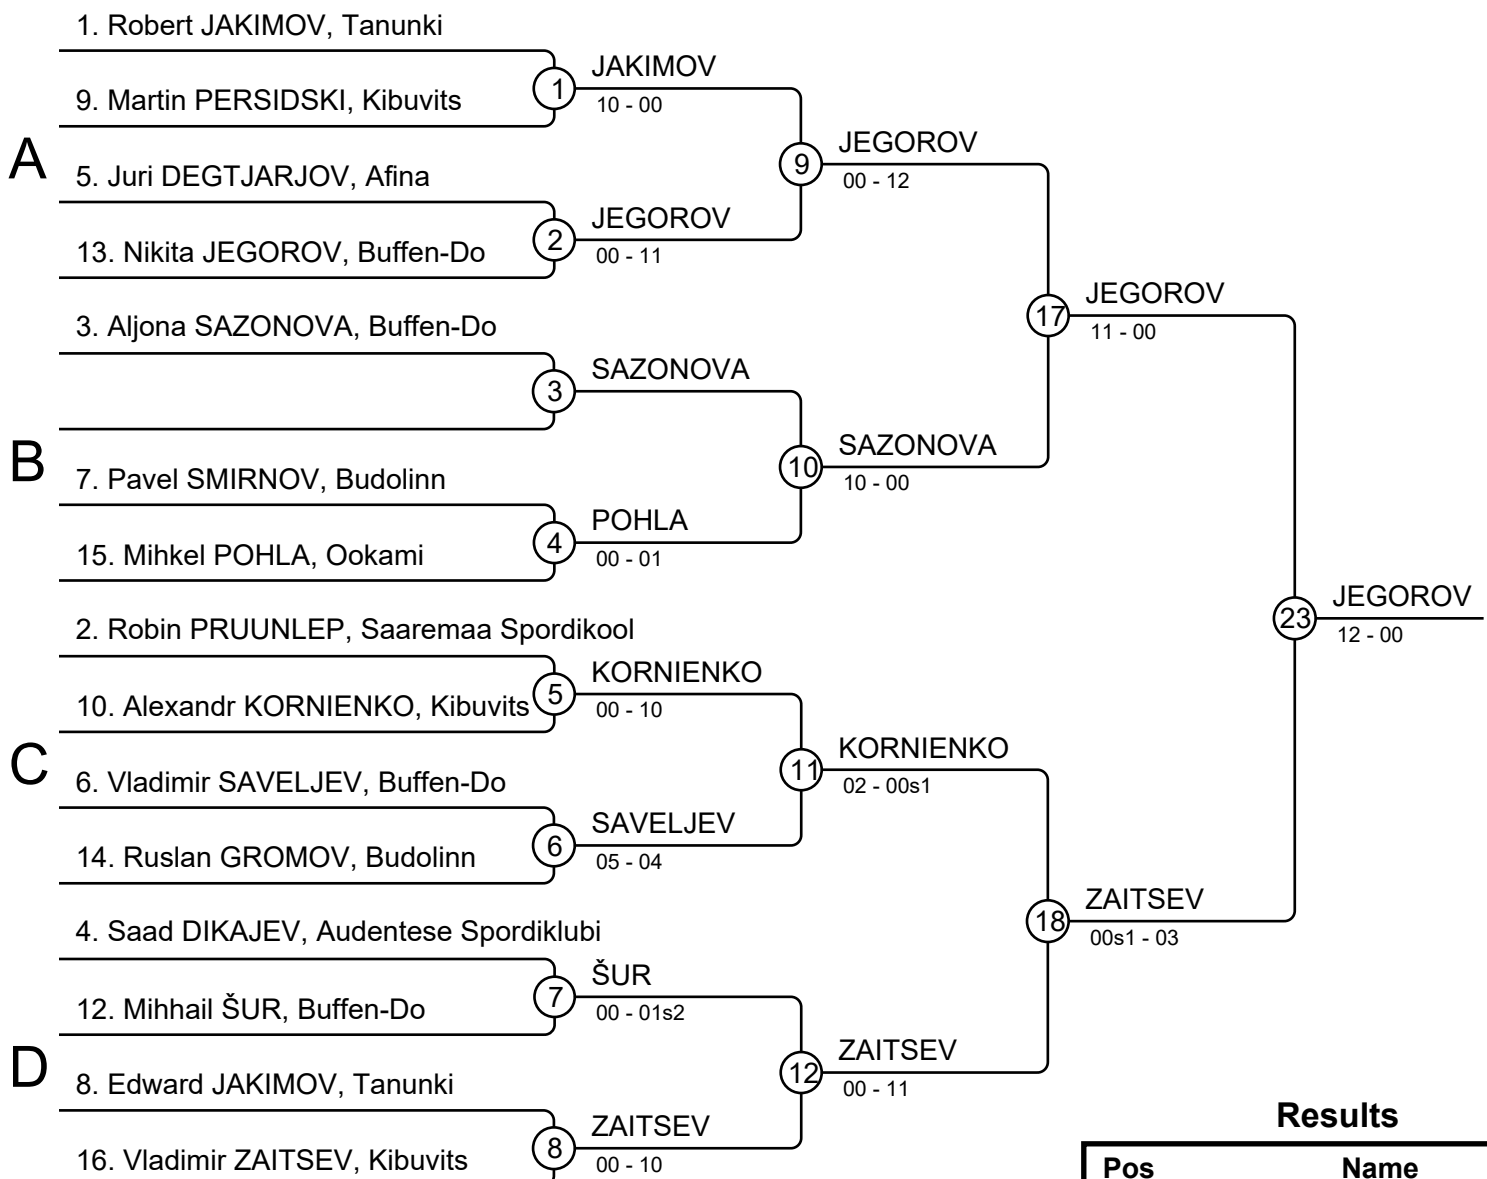 1. Robert JAKIMOV, Tanunki
9. Martin PERSIDSKI, Kibuvits
A
5. Juri DEGTJARJOV, Afina
13. Nikita JEGOROV, Buffen-Do
3. Aljona SAZONOVA, Buffen-Do
B
7. Pavel SMIRNOV, Budolinn
15. Mihkel POHLA, Ookami
2. Robin PRUUNLEP, Saaremaa Spordikool
10. Alexandr KORNIENKO, Kibuvits
C
6. Vladimir SAVELJEV, Buffen-Do
14. Ruslan GROMOV, Budolinn
4. Saad DIKAJEV, Audentese Spordiklubi
12. Mihhail ŠUR, Buffen-Do
D
8. Edward JAKIMOV, Tanunki
16. Vladimir ZAITSEV, Kibuvits
1
JAKIMOV
10 - 00
2
JEGOROV
00 - 11
3
SAZONOVA
4
POHLA
00 - 01
5
KORNIENKO
00 - 10
6
SAVELJEV
05 - 04
7
ŠUR
00 - 01s2
8
ZAITSEV
00 - 10
9
JEGOROV
00 - 12
10
SAZONOVA
10 - 00
11
KORNIENKO
02 - 00s1
12
ZAITSEV
00 - 11
17
JEGOROV
11 - 00
18
ZAITSEV
00s1 - 03
23
JEGOROV
12 - 00
Results
Pos Name